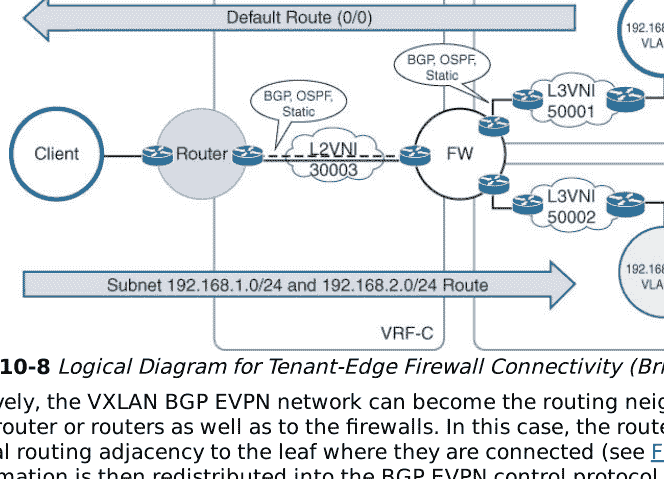 Default Route (0/0)
192.168
VLA
BGP, OSPF,
Static
BGP, OSPF,
Static
L3VNI
50001
Client
Router
L2VNI
30003
FW
L3VNI
50002
192.168
VLA
Subnet 192.168.1.0/24 and 192.168.2.0/24 Route
VRF-C
10-8 Logical Diagram for Tenant-Edge Firewall Connectivity (Bri
vely, the VXLAN BGP EVPN network can become the routing neig
router or routers as well as to the firewalls. In this case, the route
al routing adjacency to the leaf where they are connected (see F
mation is then redistributed into the BGP EVPN control protocol